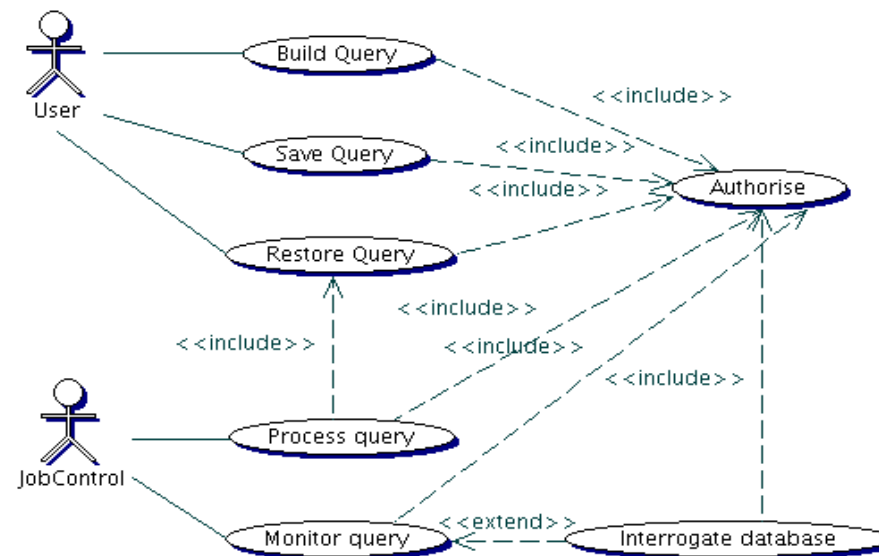 Build Query
<<include>>
User
Save Query
<<include>>
<<include>>
Authorise
Restore Query
<<include>>
<<include>>
<<include>>
<<include>>
Process query
JobControl
<<extend>>
Monitor query
Interrogate database